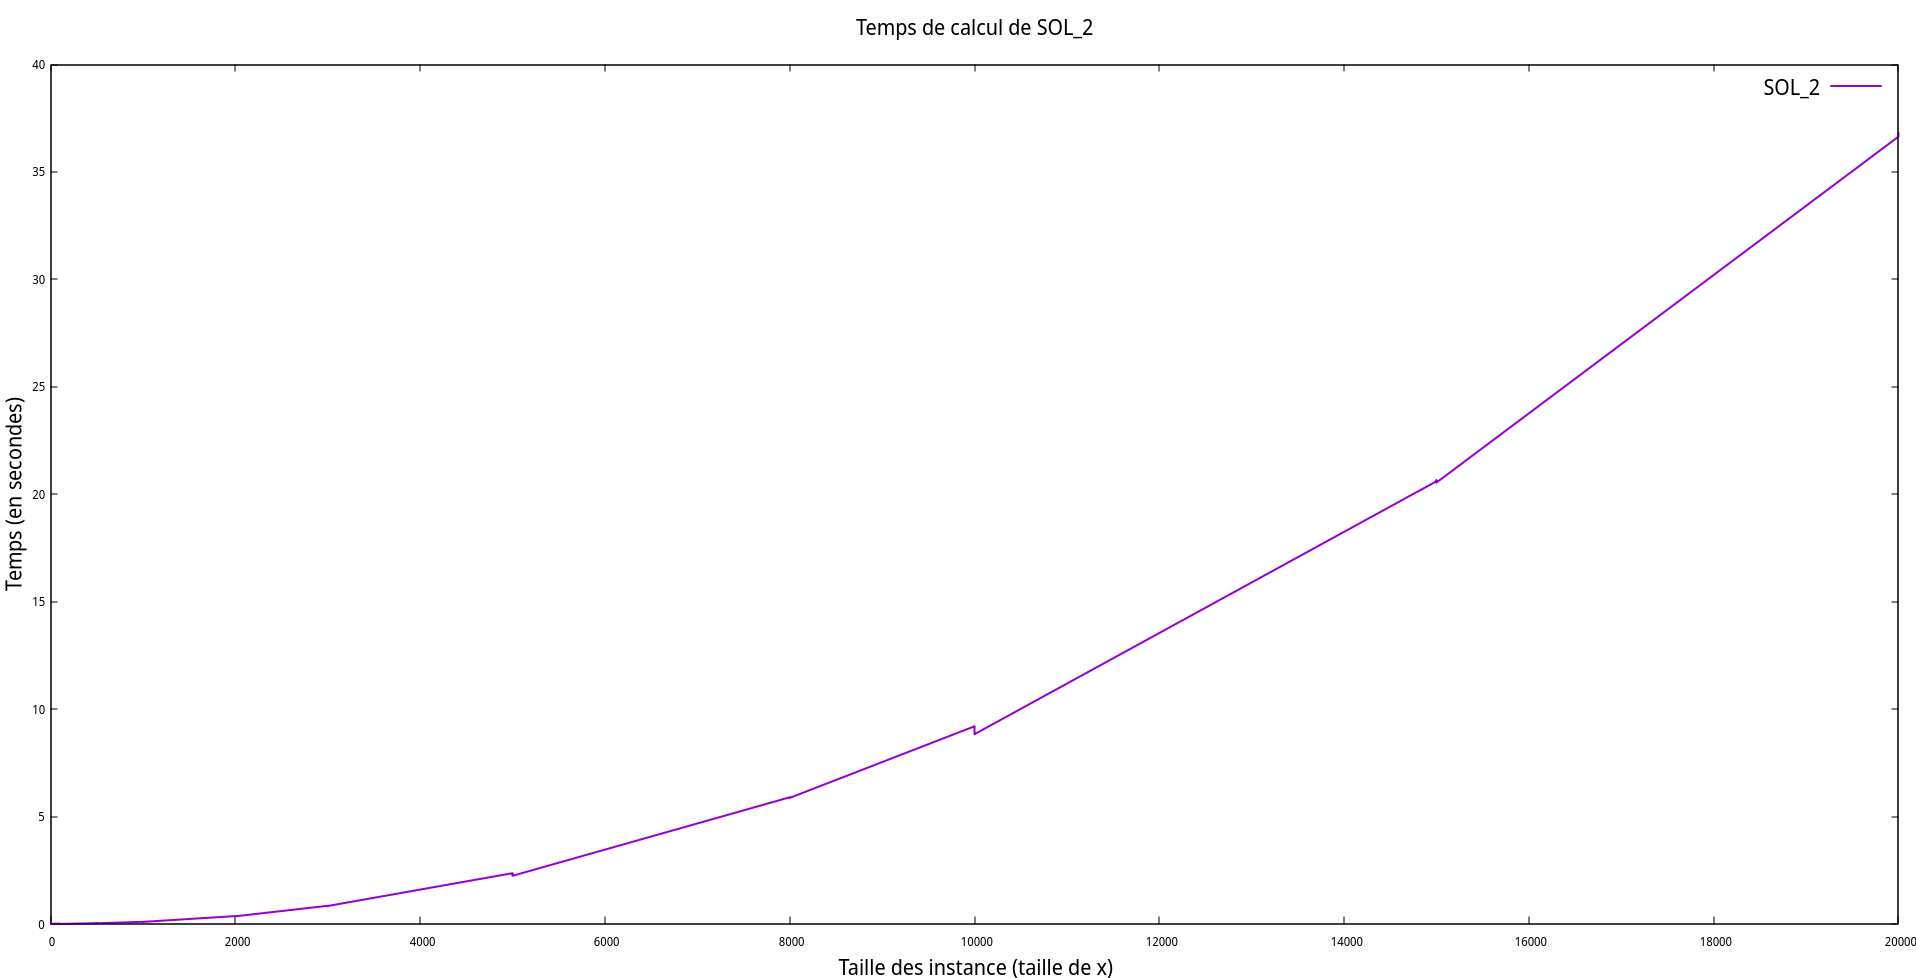 Temps de calcul de SOL_2
SOL_2
40
35
30
25
20
15
10
5
0
Temps (en secondes)
0 2000 4000 6000 8000 10000 12000 14000 16000 18000 20000
Taille des instance (taille de x)